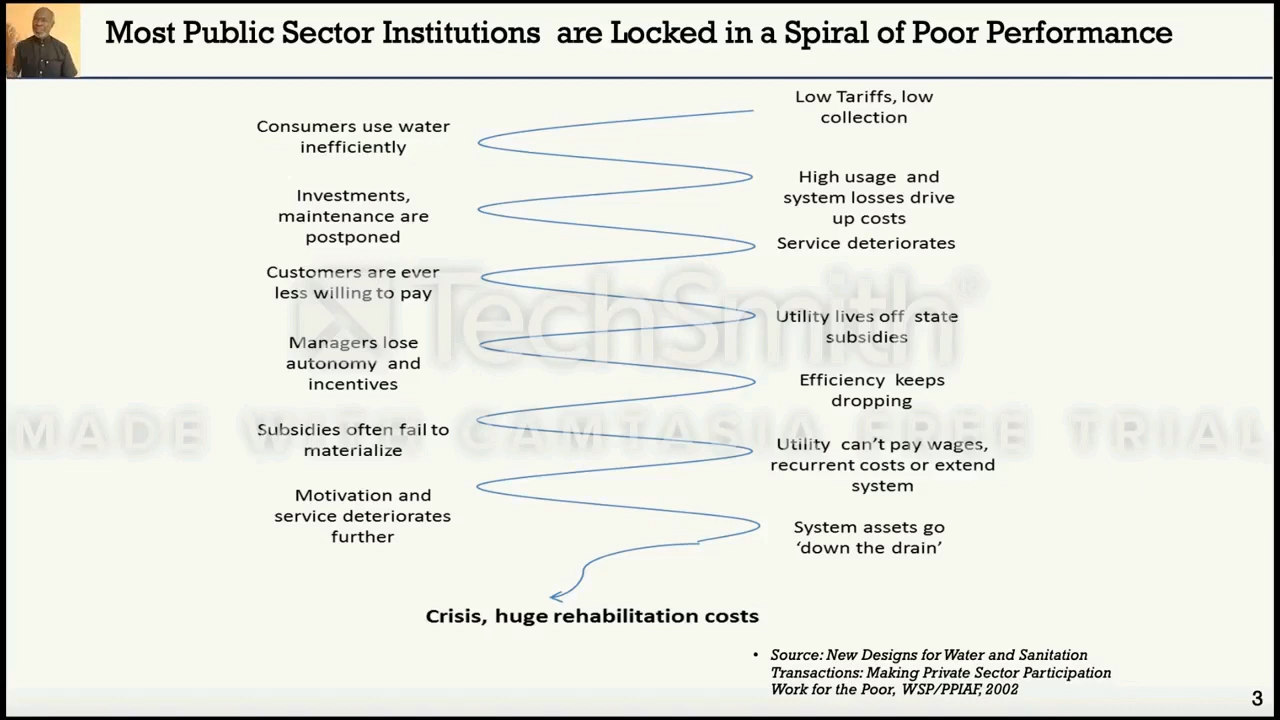 Most Public Sector Institutions are Locked in a Spiral of Poor Performance
Low Tariffs, low
collection
Consumers use water
inefficiently
High usage and
system losses drive
up costs
Investments,
maintenance are
postponed
Service deteriorates
Customers are ever
less willing to pay
Utility lives off state
subsidies
Managers lose
autonomy and
incentives
Efficiency keeps
dropping
Subsidies often fail to
materialize
Utility can't pay wages,
recurrent costs or extend
system
Motivation and
service deteriorates
further
System assets go
‘down the drain’
Crisis, huge rehabilitation costs
• Source: New Designs for Water and Sanitation
Transactions: Making Private Sector Participation
Work for the Poor, WSP/PPIAF, 2002
3
TechSmith®
MADE WITH CAMTASIA FREE TRIAL